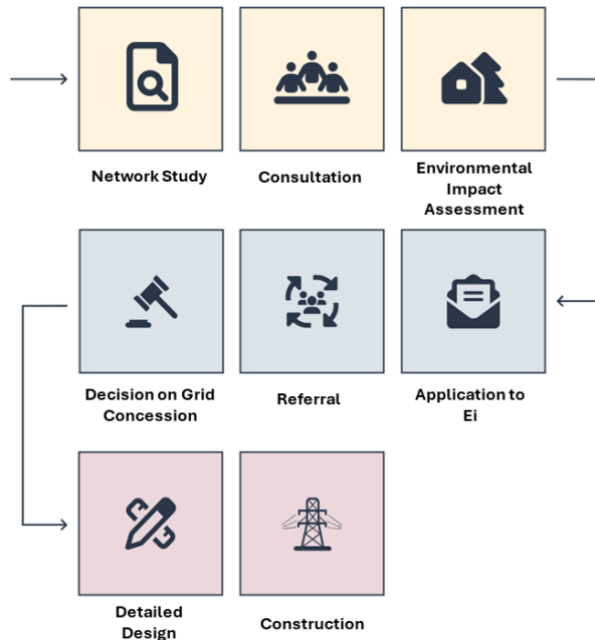 Network Study
Consultation
Environmental
Impact
Assessment
Decision on Grid
Concession
Referral
Application to
Ei
Detailed
Design
Construction